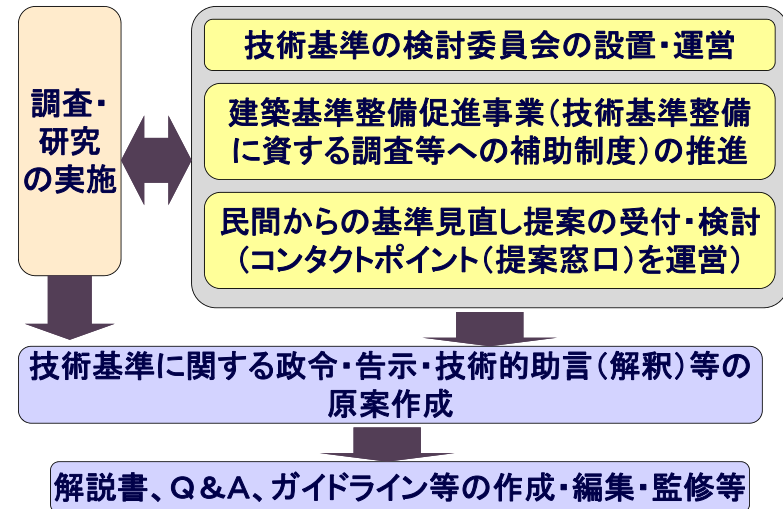 調査・
研究
の実施
技術基準の検討委員会の設置・運営
建築基準整備促進事業（技術基準整備
に資する調査等への補助制度）の推進
民間からの基準見直し提案の受付・検討
（コンタクトポイント（提案窓口）を運営）
技術基準に関する政令・告示・技術的助言（解釈）等の
原案作成
解説書、Ｑ＆Ａ、ガイドライン等の作成・編集・監修等